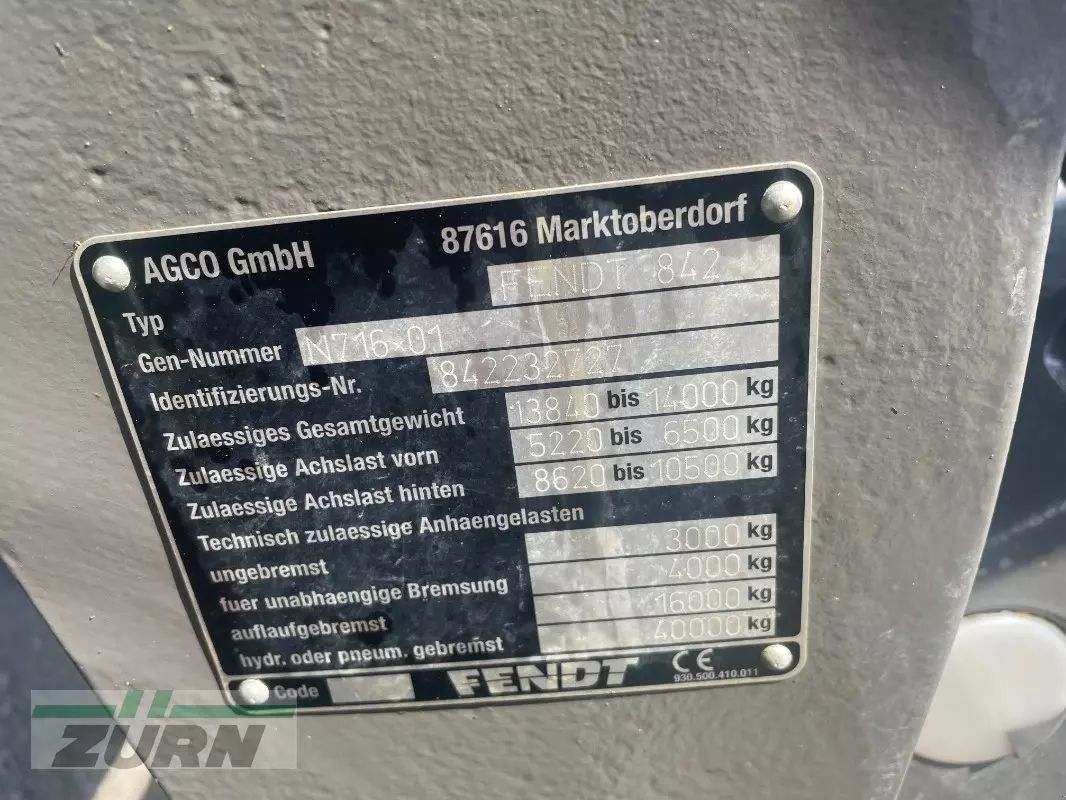 AGCO GmbH 87616 Marktoberdorf
Typ FENDT 842
Gen-Nummer N716x01
Identifizierungs-Nr. 842232727
Zulaessiges Gesamtgewicht 13840 bis 14000 kg
Zulaessige Achslast vorn 5220 bis 6500 kg
Zulaessige Achslast hinten 8620 bis 10500 kg
Technisch zulaessige Anhaengelasten
ungebremst 3000 kg
fuer unabhaengige Bremsung 4000 kg
auflaufgebremst 16000 kg
hydr. oder pneum. gebremst 40000 kg
Code FENDT CE
930.500.410.011
ZÜRN